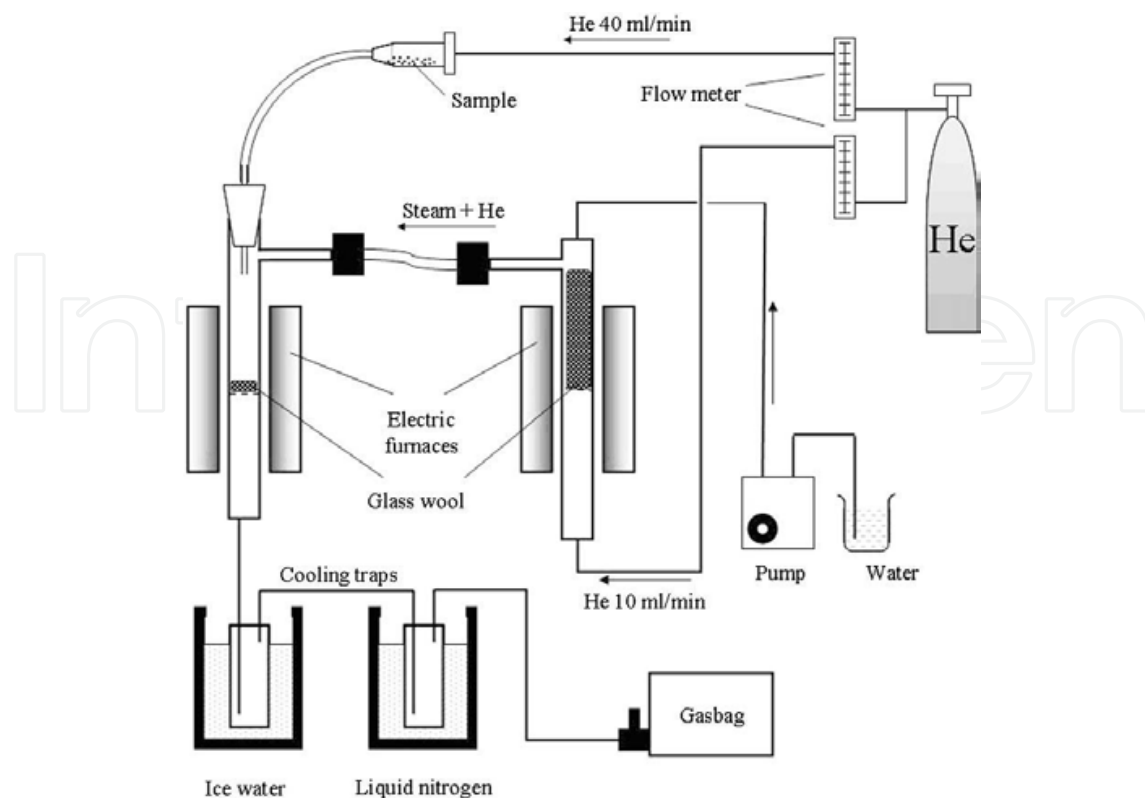 He 40 ml/min
Sample
Flow meter
He
Steam + He
Electric
furnaces
Glass wool
Pump
Water
Cooling traps
He 10 ml/min
Gasbag
Ice water
Liquid nitrogen